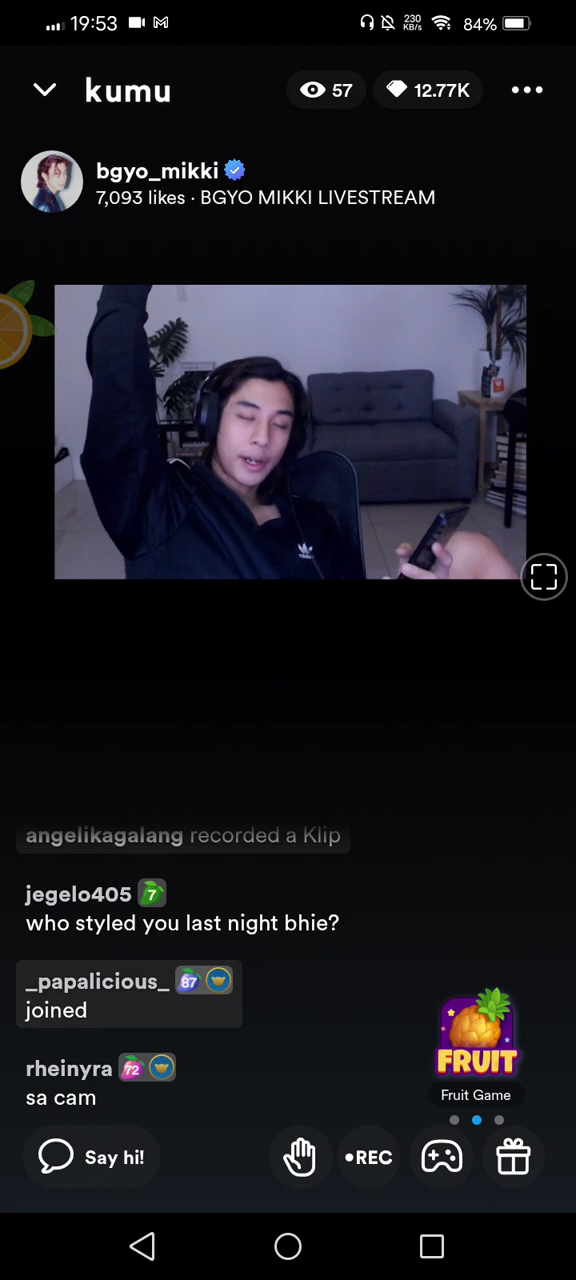 19:53
230
KB/s
84%
kumu
57
12.77K
bgyo_mikki
7,093 likes · BGYO MIKKI LIVESTREAM
angelikagalang recorded a Klip
jegelo405 7
who styled you last night bhie?
_papalicious_ 87
joined
rheinyra 72
sa cam
FRUIT
Fruit Game
Say hi!
•REC